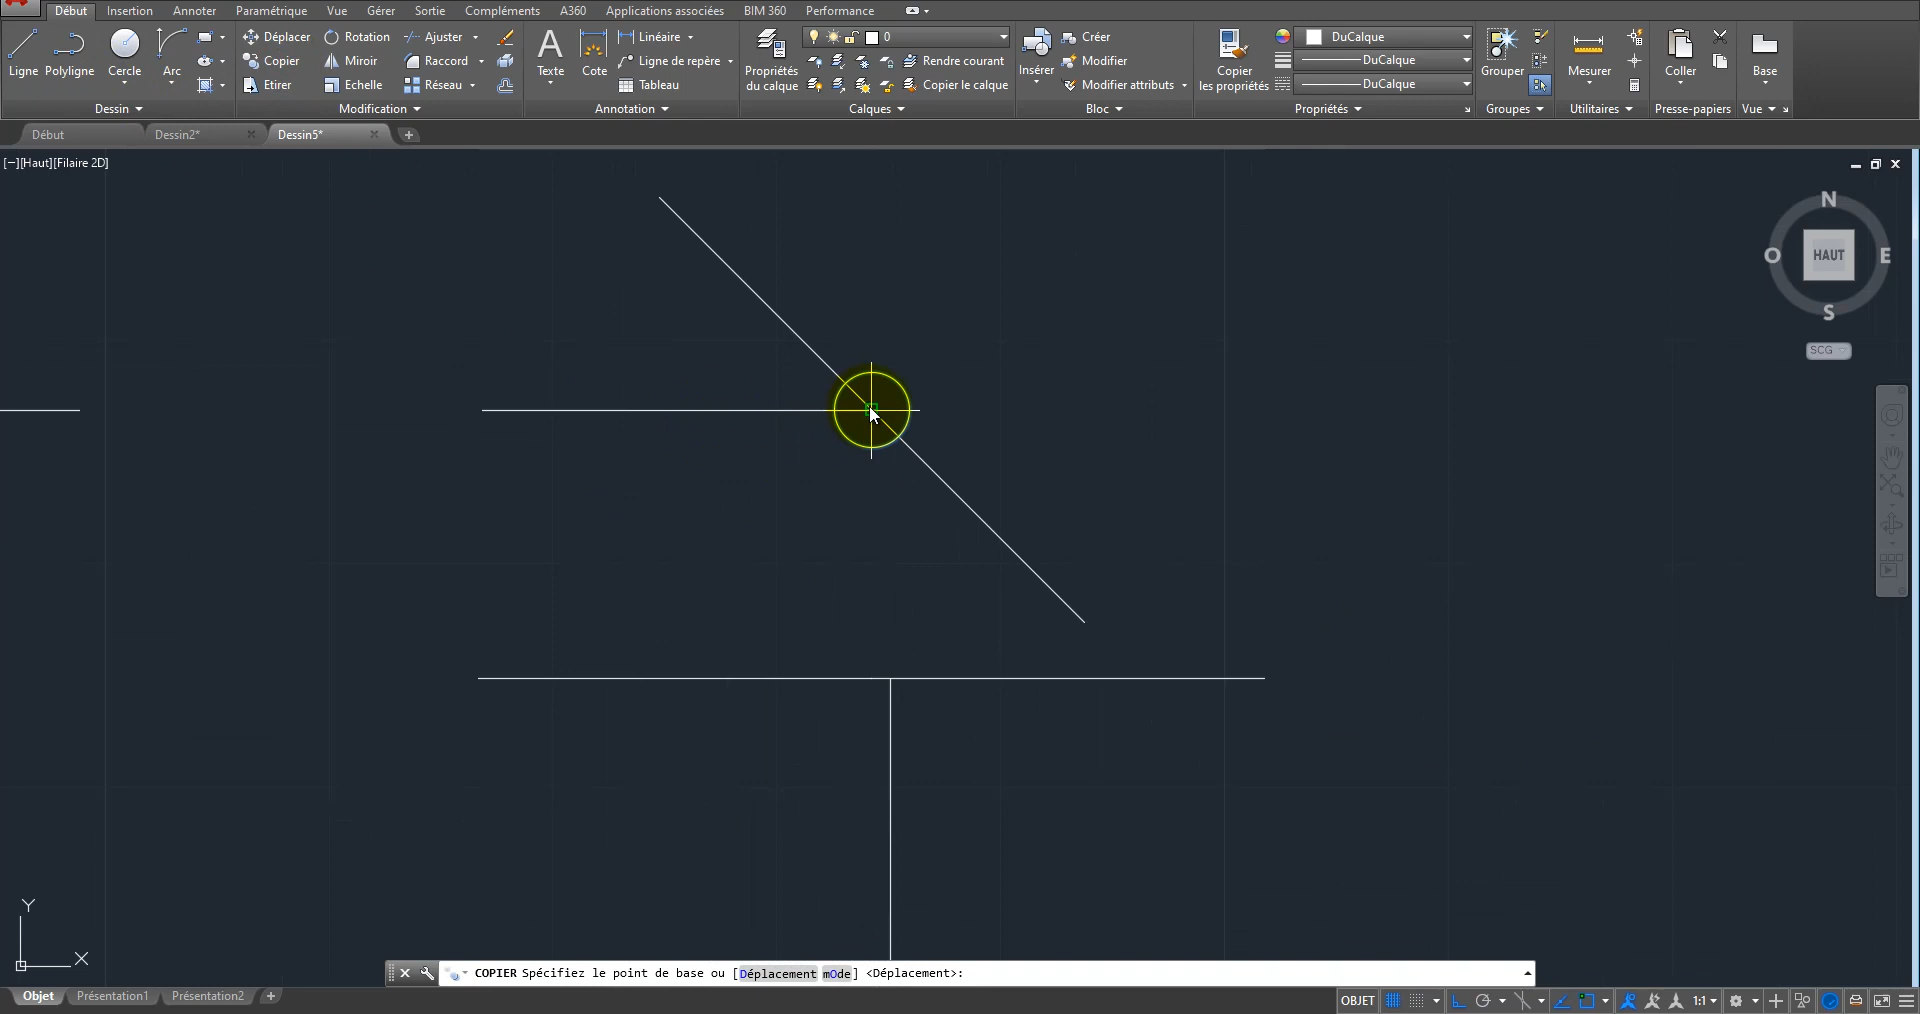 Début Insertion Annoter Paramétrique Vue Gérer Sortie Compléments A360 Applications associées BIM 360 Performance
Ligne Polyligne Cercle Arc
Déplacer Rotation Ajuster
Copier Miroir Raccord
Etirer Echelle Réseau
Texte Cote
Linéaire
Ligne de repère
Tableau
Propriétés
du calque
0
Rendre courant
Copier le calque
Insérer
Créer
Modifier
Modifier attributs
Copier
les propriétés
DuCalque
DuCalque
DuCalque
Grouper
Mesurer
Coller
Base
Dessin Modification Annotation Calques Bloc Propriétés Groupes Utilitaires Presse-papiers Vue
Début Dessin2* Dessin5*
[−][Haut][Filaire 2D]
N
O HAUT E
S
SCG
Y
X
COPIER Spécifiez le point de base ou [Déplacement mOde] <Déplacement>:
Objet Présentation1 Présentation2 +
OBJET 1:1